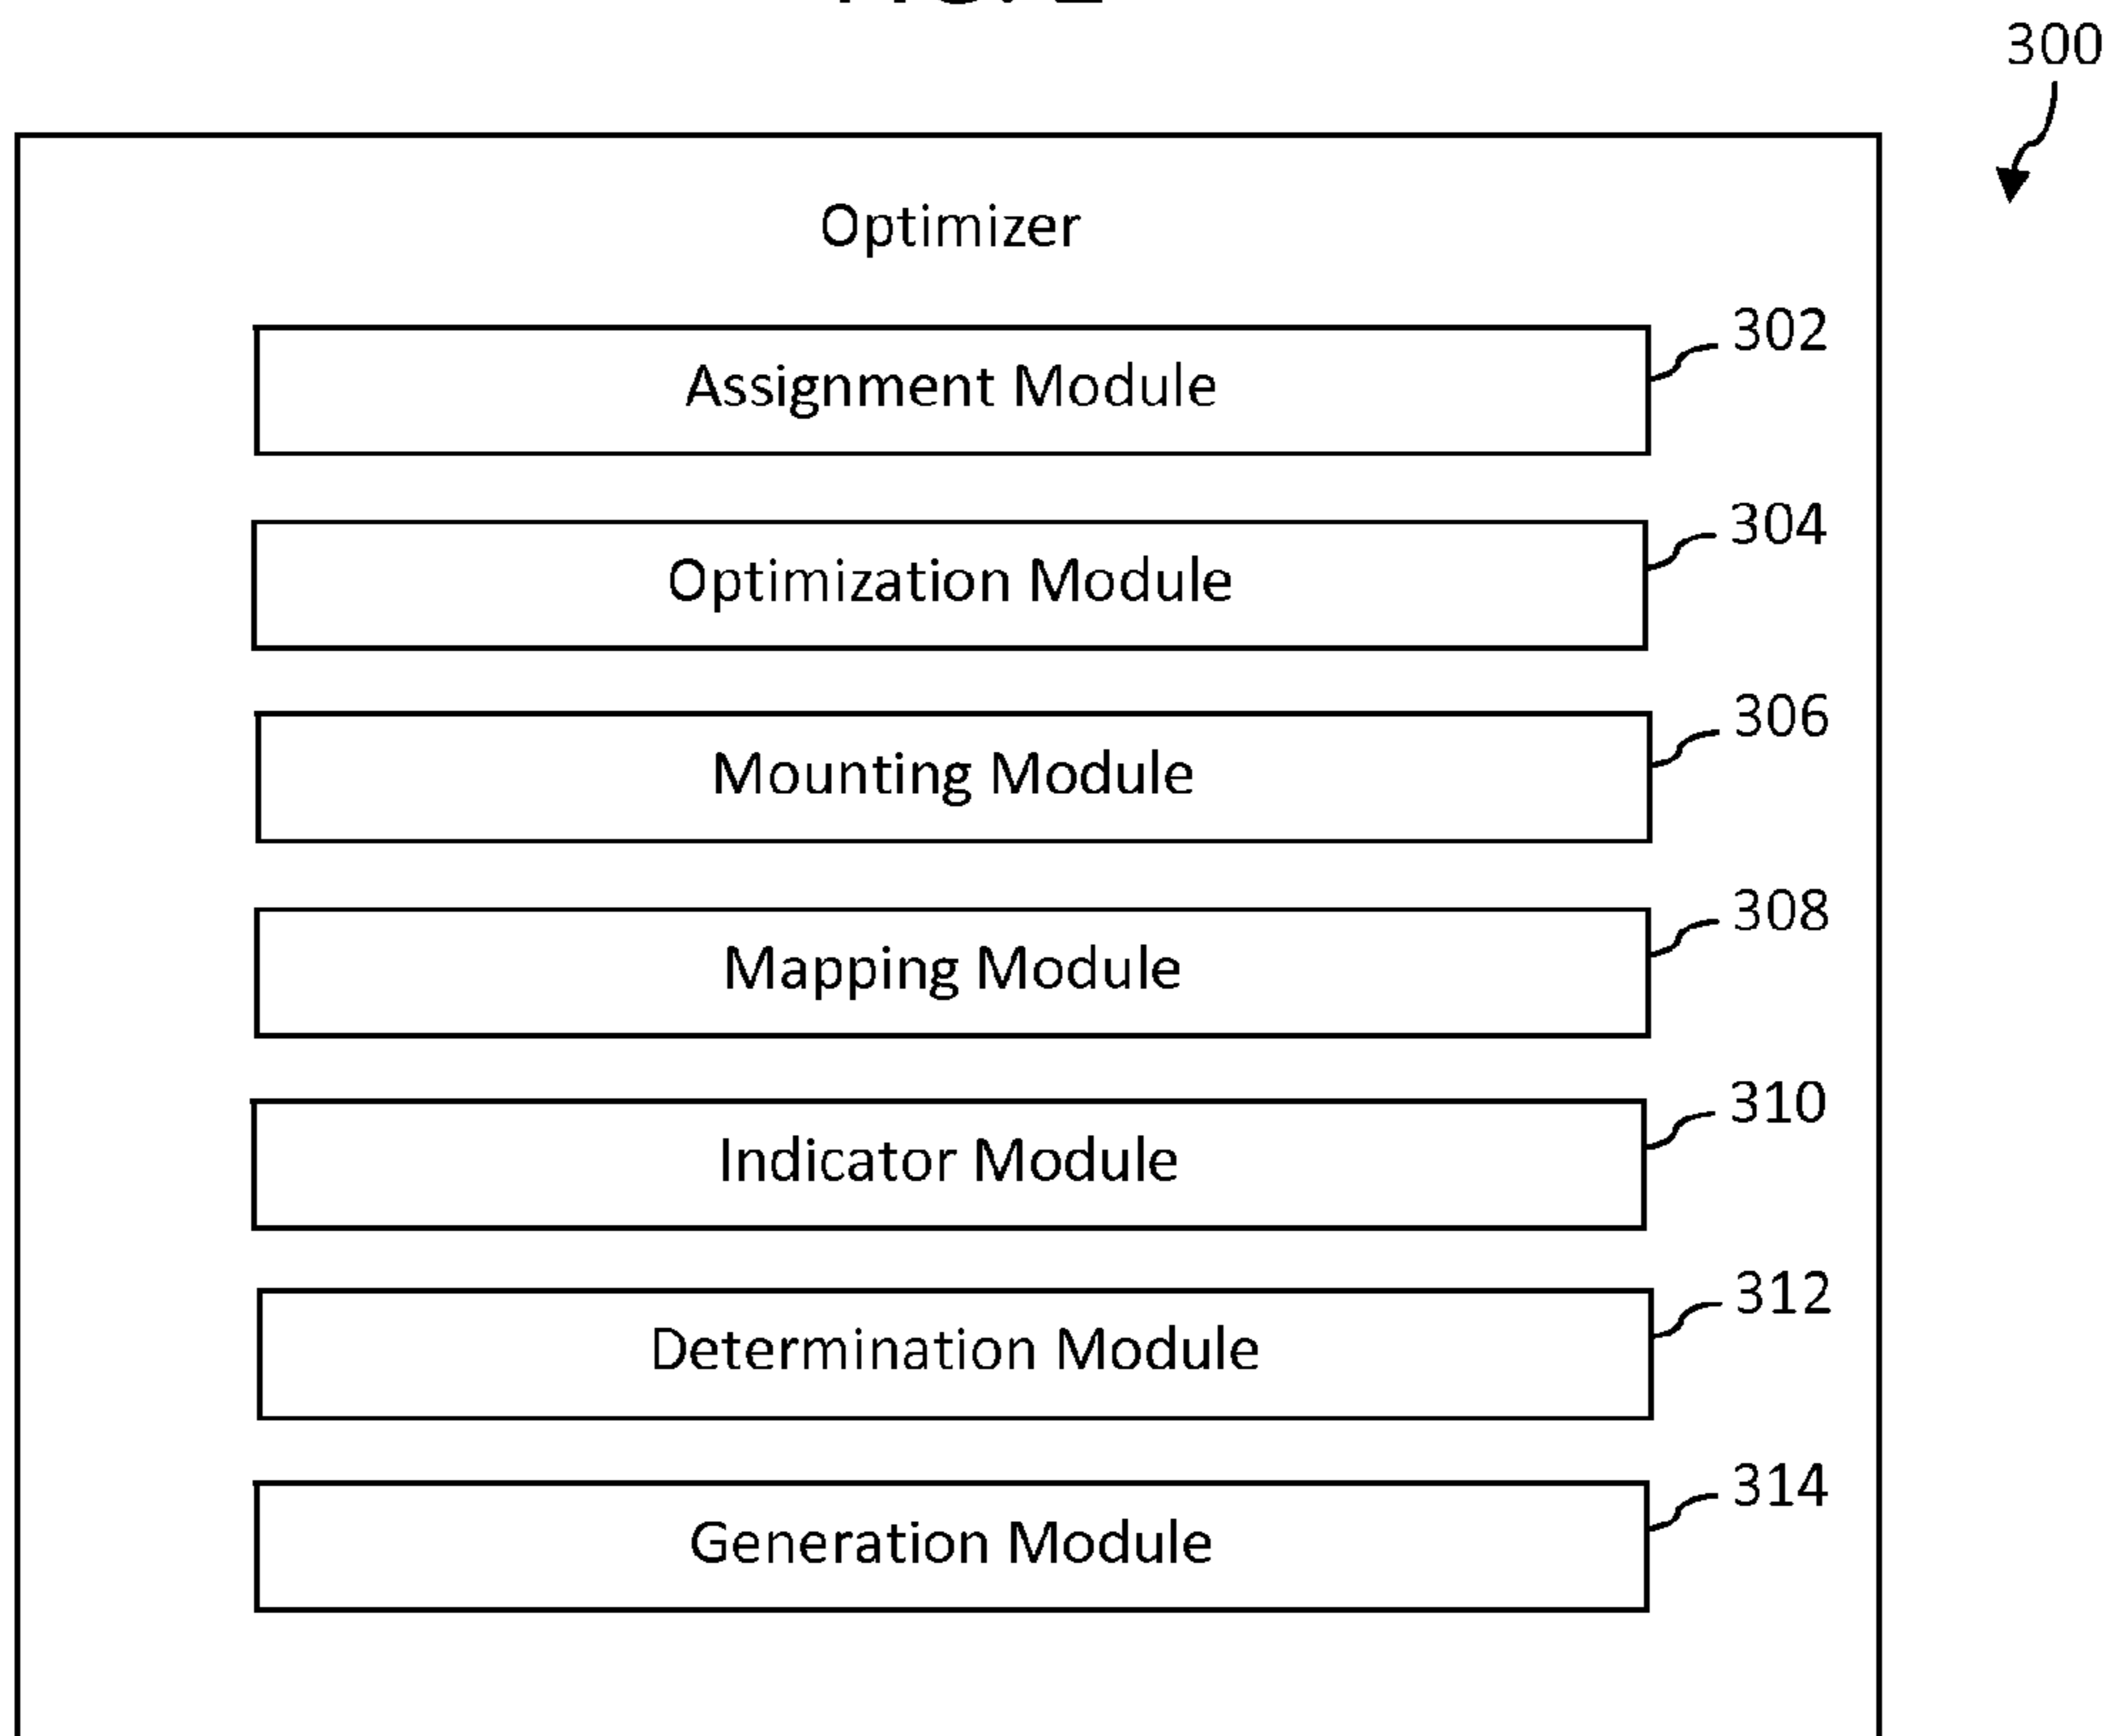 300
Optimizer
Assignment Module 302
Optimization Module 304
Mounting Module 306
Mapping Module 308
Indicator Module 310
Determination Module 312
Generation Module 314